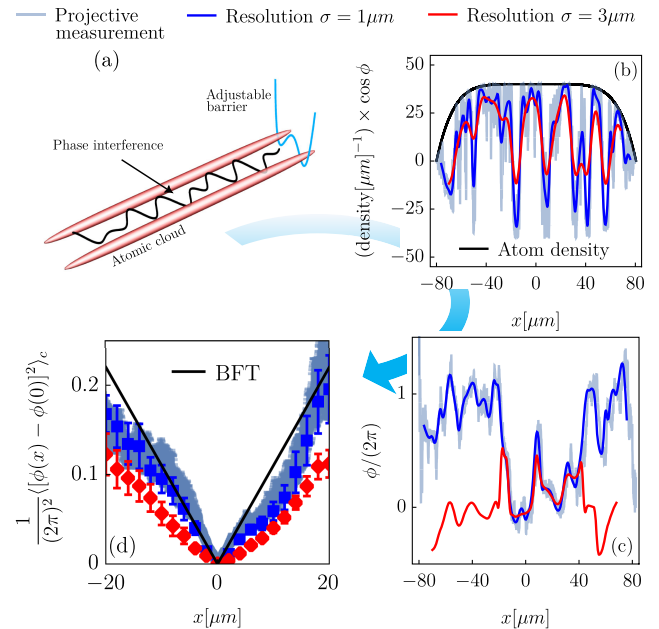 Projective measurement
Resolution σ = 1μm
Resolution σ = 3μm
(a)
Adjustable
barrier
Phase interference
Atomic cloud
(b)
(density[μm]⁻¹) × cos ϕ
50
25
0
−25
−50
Atom density
−80
−40
0
40
80
x[μm]
(c)
ϕ/(2π)
1
0
−80
−40
0
40
80
x[μm]
(d)
1/(2π)² ⟨[ϕ(x) − ϕ(0)]²⟩c
0.2
0.1
0
BFT
−20
−10
0
10
20
x[μm]